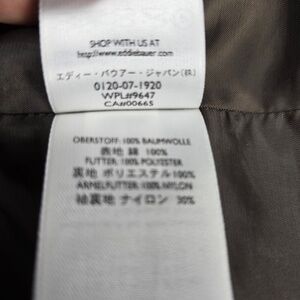 SHOP WITH US AT
http://www.eddiebauer.com
エディー・バウアー・ジャパン(株)
0120-07-1920
WPL#9647
CA#00665
OBERSTOFF: 100% BAUMWOLLE
表地 綿 100%
FUTTER: 100% POLYESTER
裏地 ポリエステル 100%
ARMELFUTTER: 100% NYLON
袖裏地 ナイロン